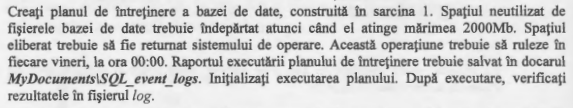 Creați planul de întreținere a bazei de date, construită în sarcina 1. Spațiul neutilizat de
fișierele bazei de date trebuie îndepărtat atunci când el atinge mărimea 2000Mb. Spațiul
eliberat trebuie să fie returnat sistemului de operare. Această operațiune trebuie să ruleze în
fiecare vineri, la ora 00:00. Raportul executării planului de întreținere trebuie salvat în docarul
MyDocuments\SQL_event_logs. Inițializați executarea planului. După executare, verificați
rezultatele în fișierul log.